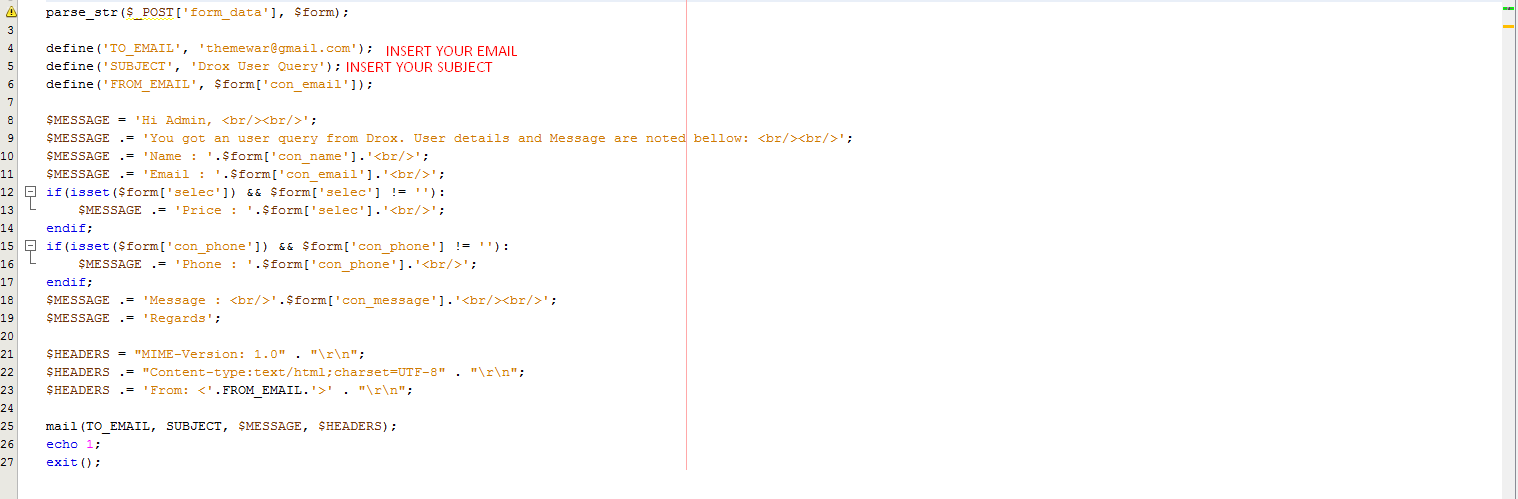 parse_str($_POST['form_data'], $form);
3
4 define('TO_EMAIL', 'themewar@gmail.com'); INSERT YOUR EMAIL
5 define('SUBJECT', 'Drox User Query'); INSERT YOUR SUBJECT
6 define('FROM_EMAIL', $form['con_email']);
7
8 $MESSAGE = 'Hi Admin, <br/><br/>';
9 $MESSAGE .= 'You got an user query from Drox. User details and Message are noted bellow: <br/><br/>';
10 $MESSAGE .= 'Name : '.$form['con_name'].'<br/>';
11 $MESSAGE .= 'Email : '.$form['con_email'].'<br/>';
12 if(isset($form['selec']) && $form['selec'] != ''):
13 $MESSAGE .= 'Price : '.$form['selec'].'<br/>';
14 endif;
15 if(isset($form['con_phone']) && $form['con_phone'] != ''):
16 $MESSAGE .= 'Phone : '.$form['con_phone'].'<br/>';
17 endif;
18 $MESSAGE .= 'Message : <br/>'.$form['con_message'].'<br/><br/>';
19 $MESSAGE .= 'Regards';
20
21 $HEADERS = "MIME-Version: 1.0" . "\r\n";
22 $HEADERS .= "Content-type:text/html;charset=UTF-8" . "\r\n";
23 $HEADERS .= 'From: <'.FROM_EMAIL.'>' . "\r\n";
24
25 mail(TO_EMAIL, SUBJECT, $MESSAGE, $HEADERS);
26 echo 1;
27 exit();